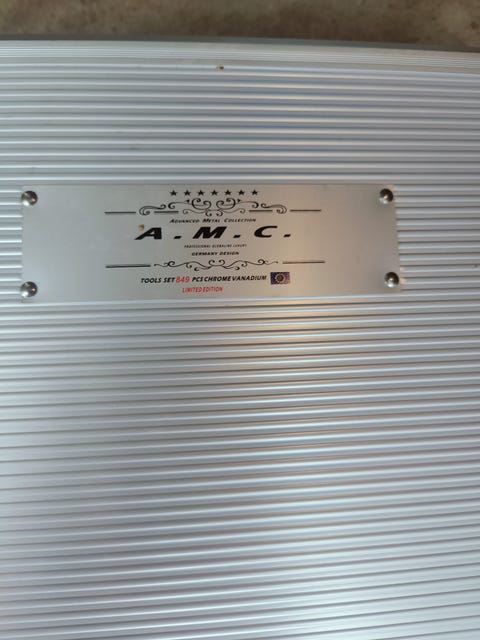 ADVANCED METAL COLLECTION
A.M.C.
PROFESSIONAL GLOBALINE LUXURY
GERMANY DESIGN
TOOLS SET 849 PCS CHROME VANADIUM
LIMITED EDITION